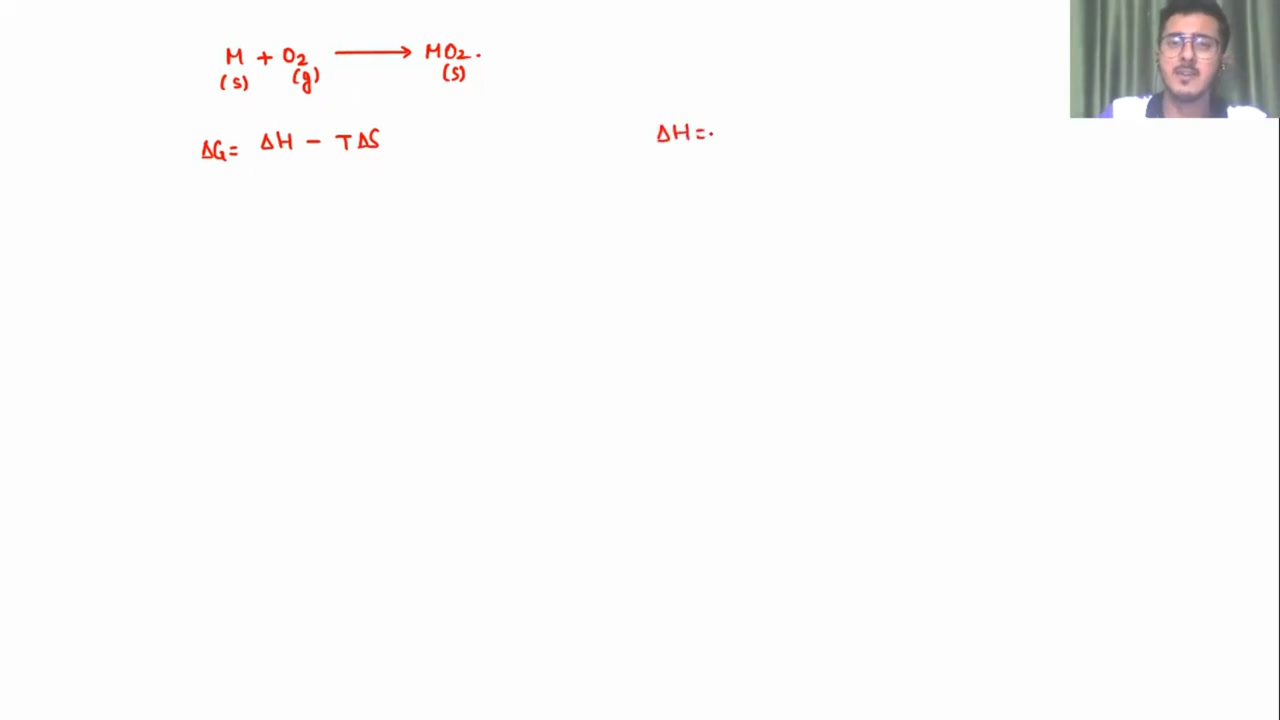 M + O₂ ⟶ MO₂.
(s) (g) (s)
ΔG = ΔH − TΔS
ΔH = .